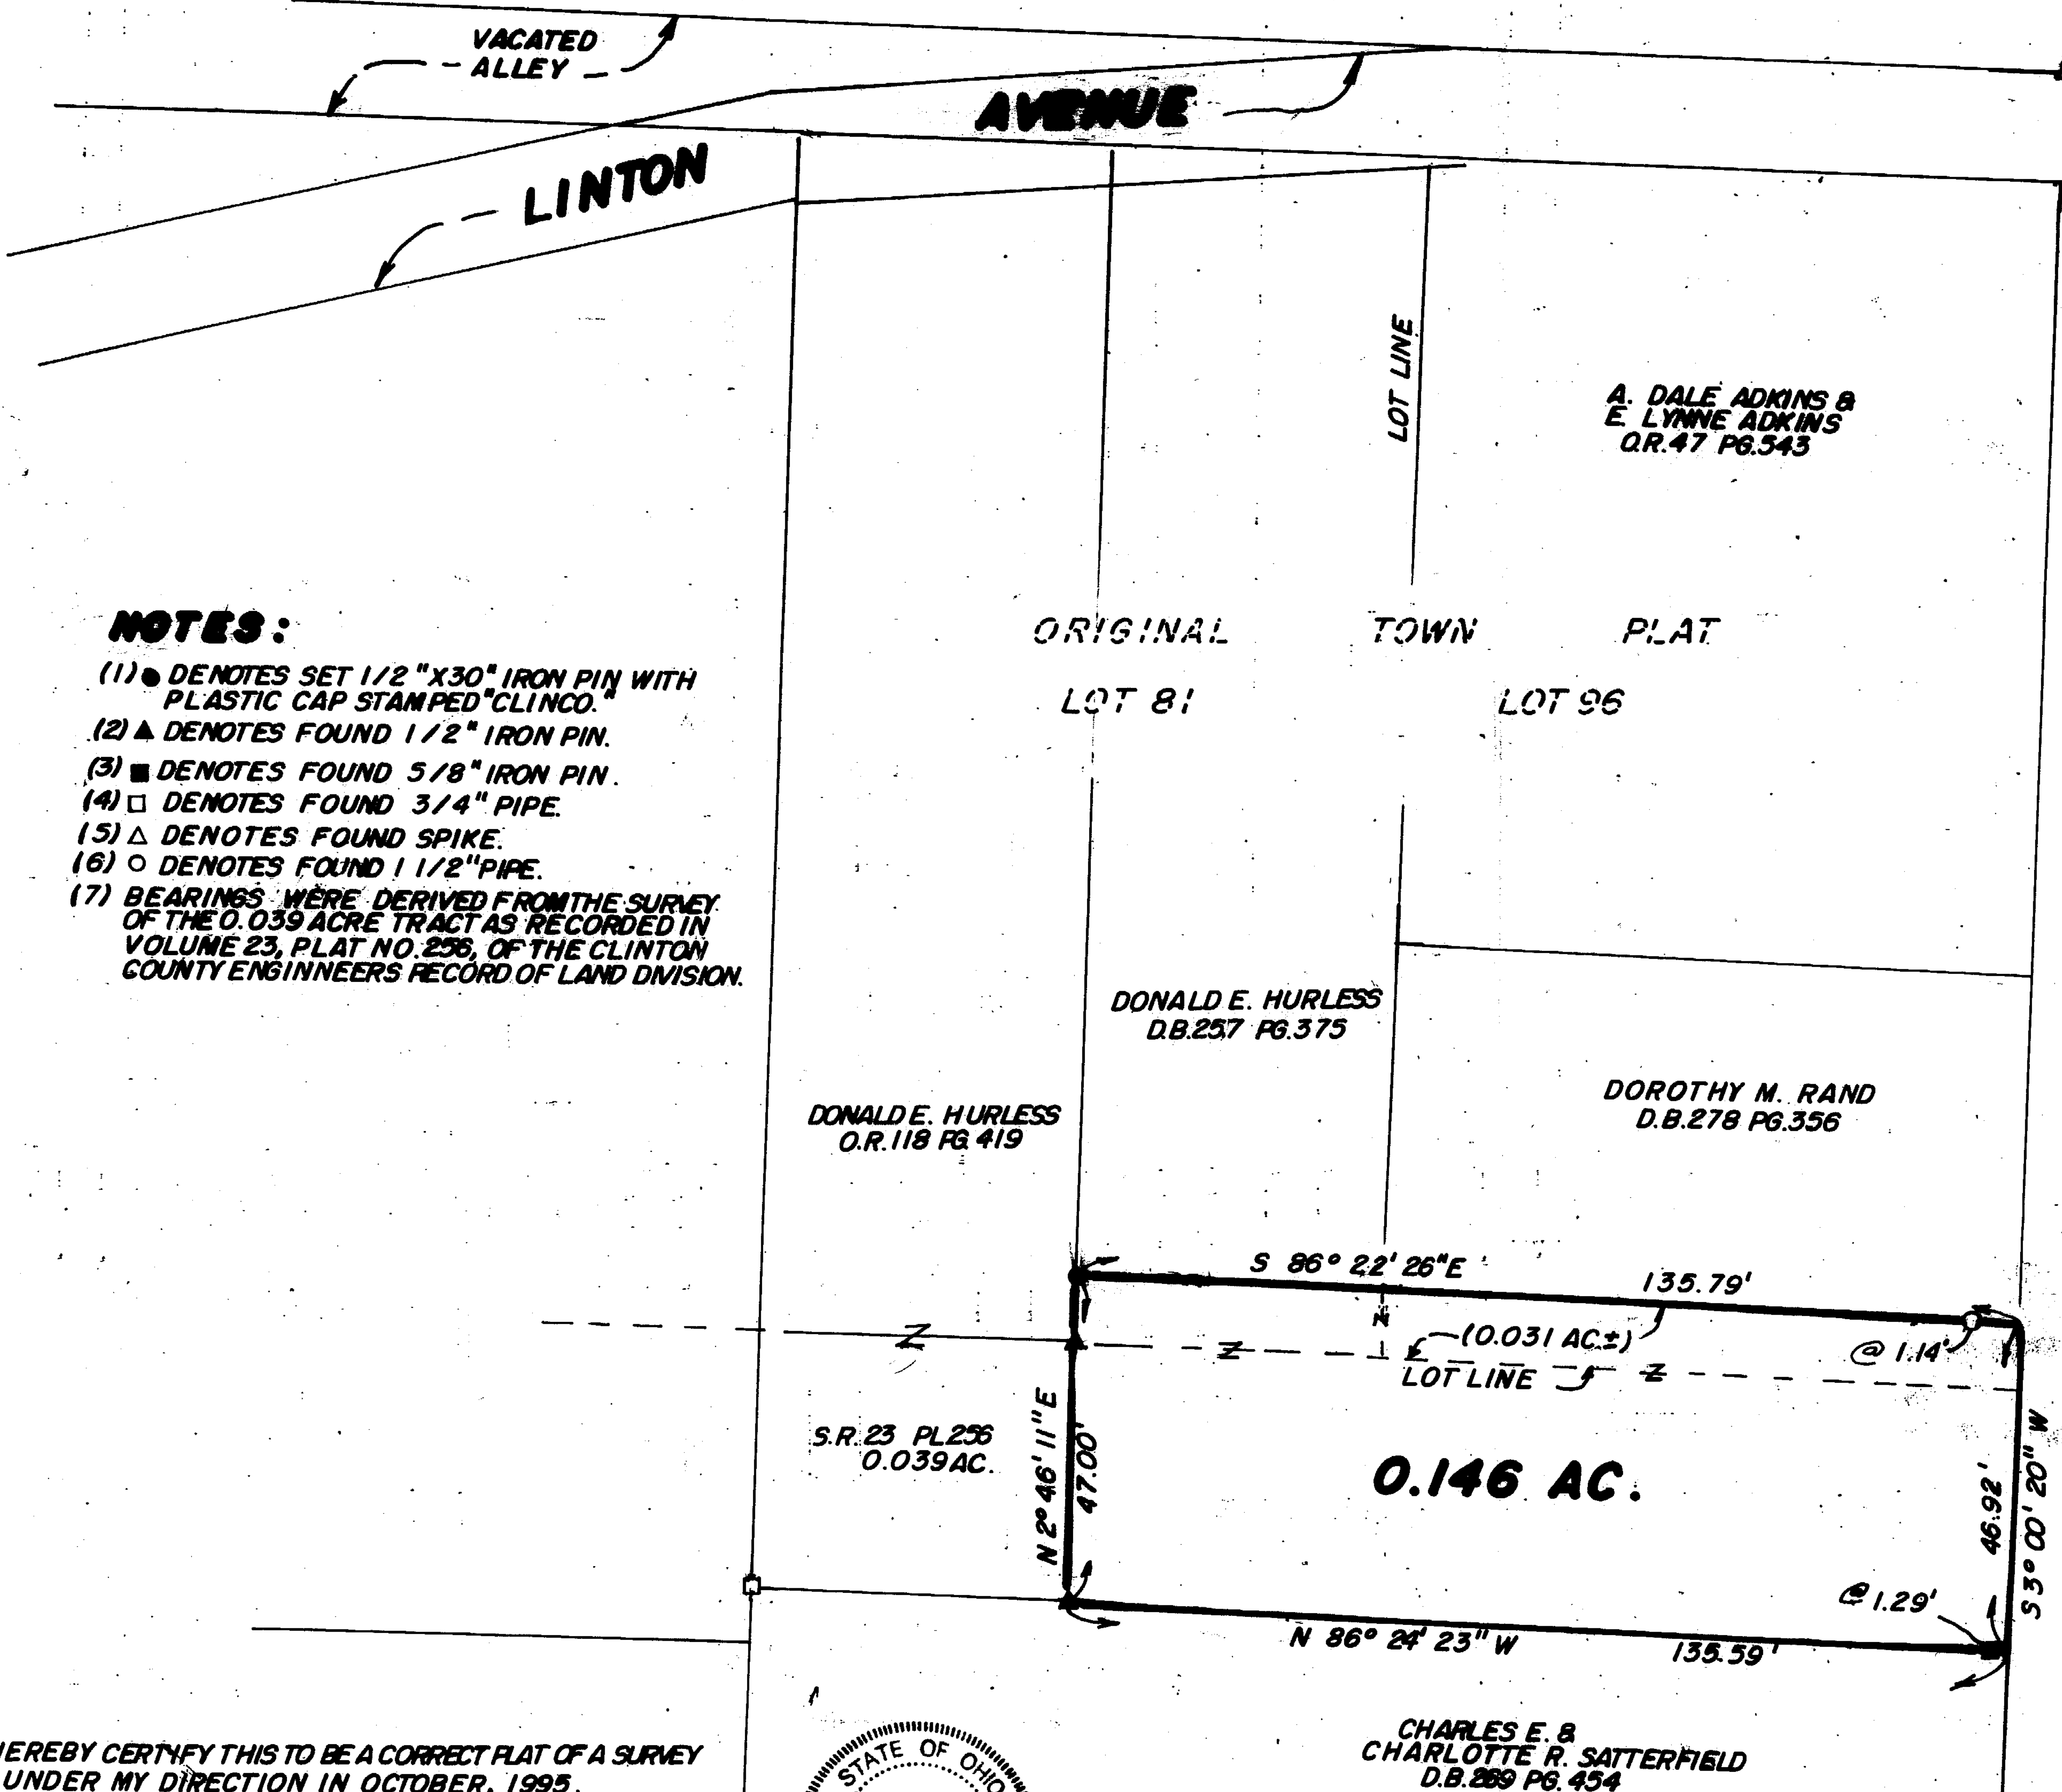 VACATED
ALLEY
AVENUE
LINTON
LOT LINE
A. DALE ADKINS &
E. LYNNE ADKINS
O.R.47 PG.543
NOTES:
(1) ● DENOTES SET 1/2"X30" IRON PIN WITH
PLASTIC CAP STAMPED "CLINCO."
(2) ▲ DENOTES FOUND 1/2" IRON PIN.
(3) ■ DENOTES FOUND 5/8" IRON PIN.
(4) □ DENOTES FOUND 3/4" PIPE.
(5) △ DENOTES FOUND SPIKE.
(6) ○ DENOTES FOUND 1 1/2" PIPE.
(7) BEARINGS WERE DERIVED FROM THE SURVEY
OF THE 0.039 ACRE TRACT AS RECORDED IN
VOLUME 23, PLAT NO. 256, OF THE CLINTON
COUNTY ENGINNEERS RECORD OF LAND DIVISION.
ORIGINAL TOWN PLAT
LOT 81 LOT 96
DONALD E. HURLESS
D.B.257 PG.375
DOROTHY M. RAND
D.B.278 PG.356
DONALD E. HURLESS
O.R.118 PG.419
S 86° 22' 26" E 135.79'
(0.031 AC.±)
@ 1.14'
LOT LINE
S.R. 23 PL.256
0.039 AC.
N 2° 46' 11" E
47.00'
0.146 AC.
46.92'
S 3° 00' 20" W
@ 1.29'
N 86° 24' 23" W 135.59'
CHARLES E. &
CHARLOTTE R. SATTERFIELD
PG. 454
HEREBY CERTIFY THIS TO BE A CORRECT PLAT OF A SURVEY
UNDER MY DIRECTION IN OCTOBER, 1995.
STATE OF OHIO